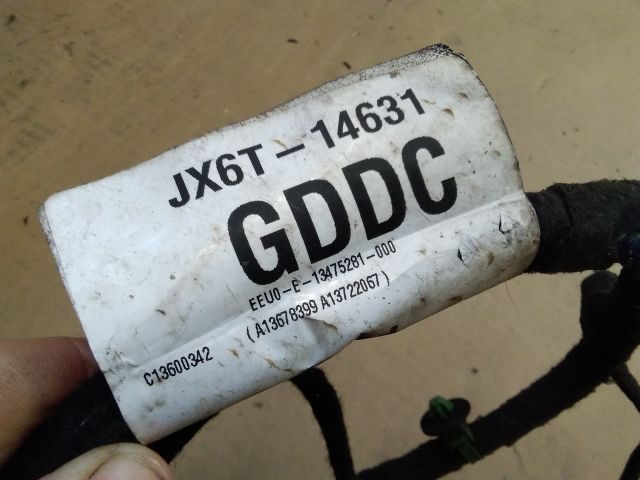 JX6T-14631
GDDC
EEU0-E-13475281-000
(A13678399 A13722067)
C13600342